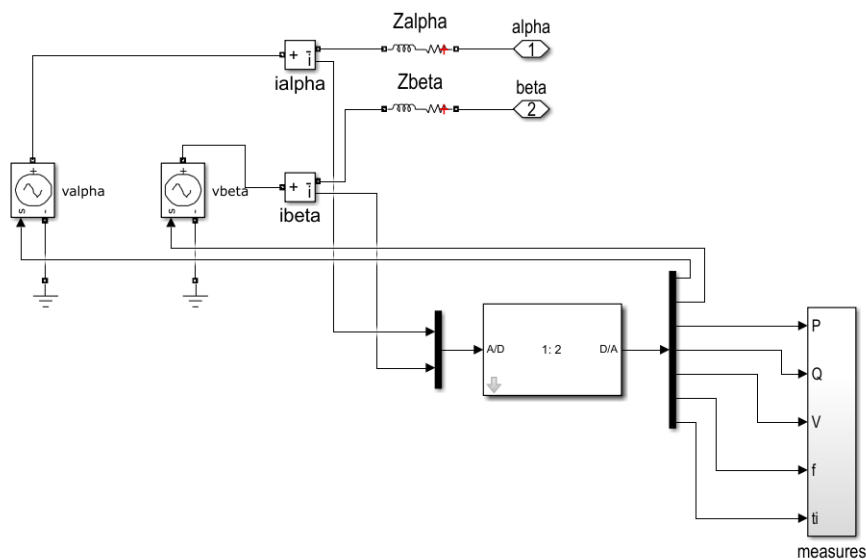 Zalpha
alpha
1
+ -
i
ialpha
Zbeta
beta
2
+
s -
valpha
+
s -
vbeta
+ -
i
ibeta
A/D 1: 2 D/A
P
Q
V
f
ti
measures